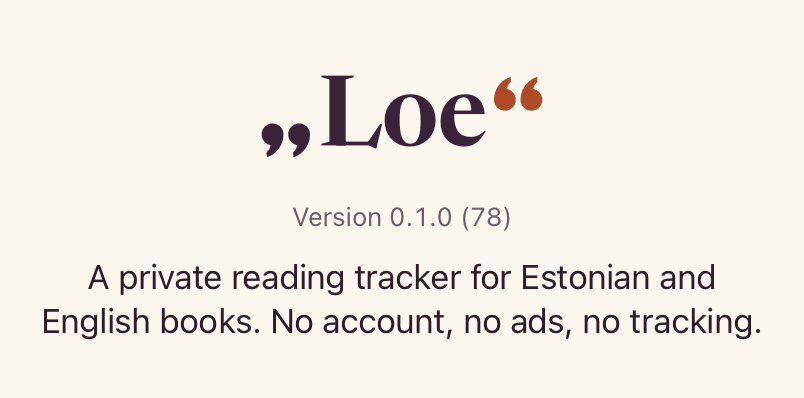 „Loe“
Version 0.1.0 (78)
A private reading tracker for Estonian and
English books. No account, no ads, no tracking.